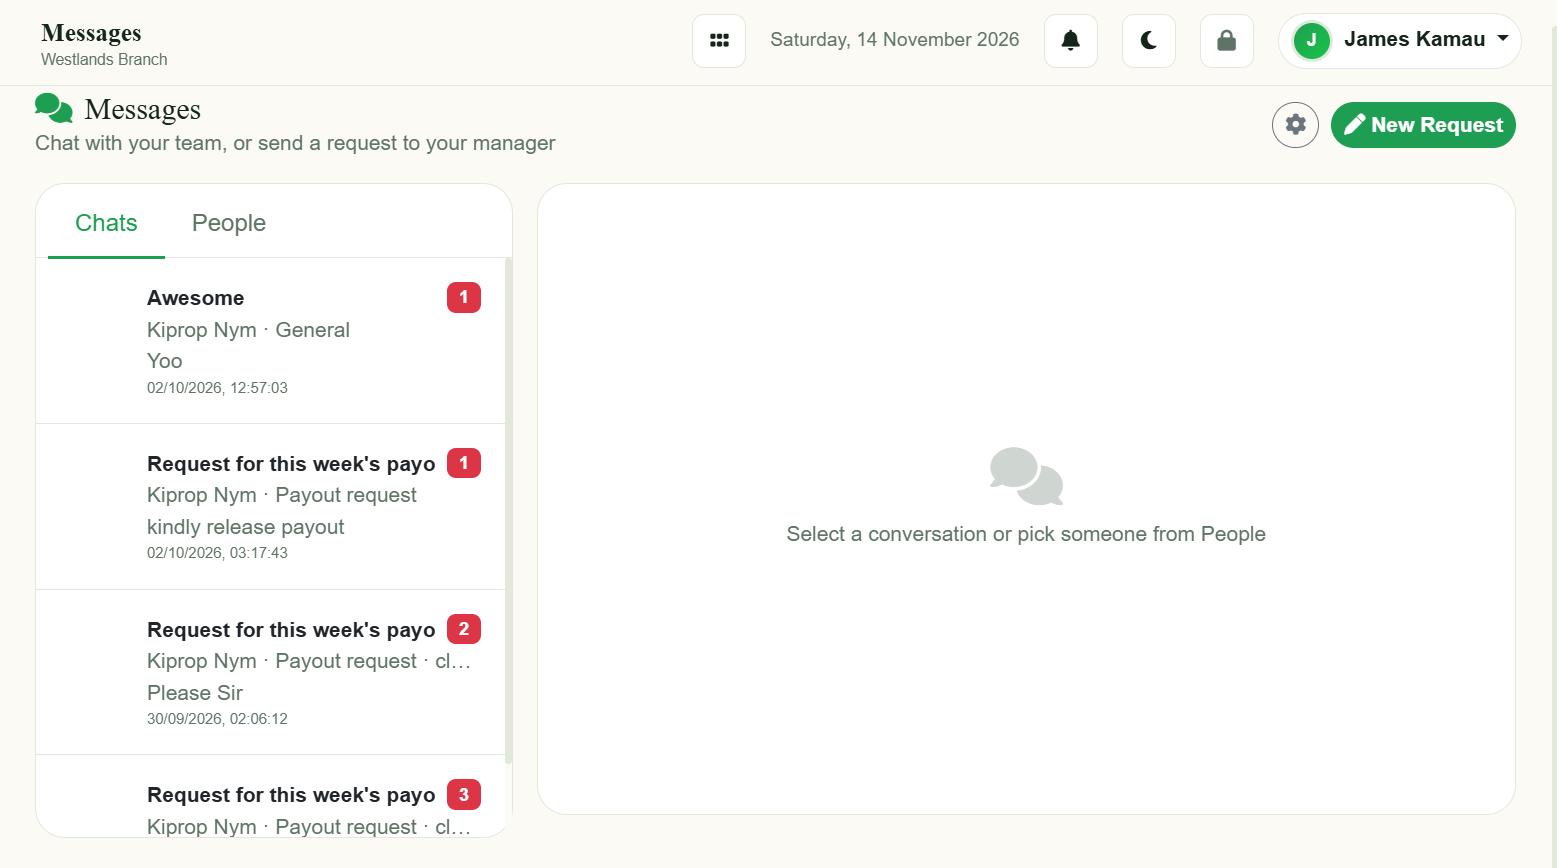 Messages
Westlands Branch
Saturday, 14 November 2026
J
James Kamau
Messages
Chat with your team, or send a request to your manager
New Request
Chats
People
Awesome
1
Kiprop Nym · General
Yoo
02/10/2026, 12:57:03
Request for this week's payo
1
Kiprop Nym · Payout request
kindly release payout
02/10/2026, 03:17:43
Request for this week's payo
2
Kiprop Nym · Payout request · cl...
Please Sir
30/09/2026, 02:06:12
Request for this week's payo
3
Kiprop Nym · Payout request · cl...
Select a conversation or pick someone from People